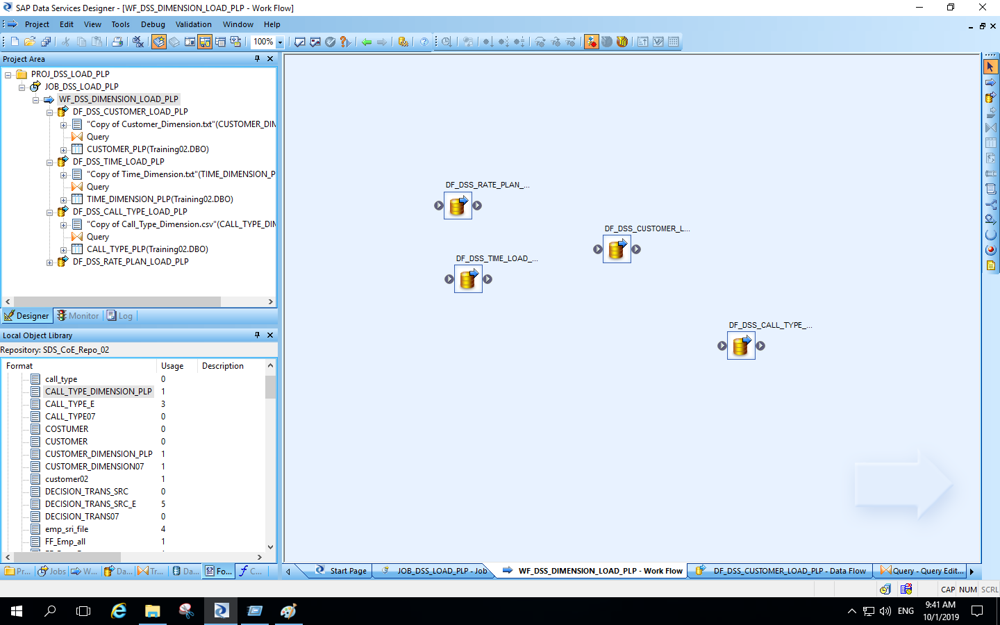 SAP Data Services Designer - [WF_DSS_DIMENSION_LOAD_PLP - Work Flow]
Project Edit View Tools Debug Validation Window Help
100%
Project Area
PROJ_DSS_LOAD_PLP
JOB_DSS_LOAD_PLP
WF_DSS_DIMENSION_LOAD_PLP
DF_DSS_CUSTOMER_LOAD_PLP
"Copy of Customer_Dimension.txt"(CUSTOMER_DIN
Query
CUSTOMER_PLP(Training02.DBO)
DF_DSS_TIME_LOAD_PLP
"Copy of Time_Dimension.txt"(TIME_DIMENSION_P
Query
TIME_DIMENSION_PLP(Training02.DBO)
DF_DSS_CALL_TYPE_LOAD_PLP
"Copy of Call_Type_Dimension.csv"(CALL_TYPE_DIN
Query
CALL_TYPE_PLP(Training02.DBO)
DF_DSS_RATE_PLAN_LOAD_PLP
Designer Monitor Log
Local Object Library
Repository: SDS_CoE_Repo_02
Format Usage Description
call_type 0
CALL_TYPE_DIMENSION_PLP 1
CALL_TYPE_E 3
CALL_TYPE07 0
COSTUMER 0
CUSTOMER 0
CUSTOMER_DIMENSION_PLP 1
CUSTOMER_DIMENSION07 1
customer02 1
DECISION_TRANS_SRC 0
DECISION_TRANS_SRC_E 5
DECISION_TRANS07 0
emp_sri_file 4
FF_Emp_all 1
Pr... Jobs W... Da... Tr... Da... Fo... C...
DF_DSS_RATE_PLAN_...
DF_DSS_CUSTOMER_L...
DF_DSS_TIME_LOAD_...
DF_DSS_CALL_TYPE_...
Start Page JOB_DSS_LOAD_PLP - Job WF_DSS_DIMENSION_LOAD_PLP - Work Flow DF_DSS_CUSTOMER_LOAD_PLP - Data Flow Query - Query Edit...
CAP NUM SCRL
ENG
9:41 AM
10/1/2019